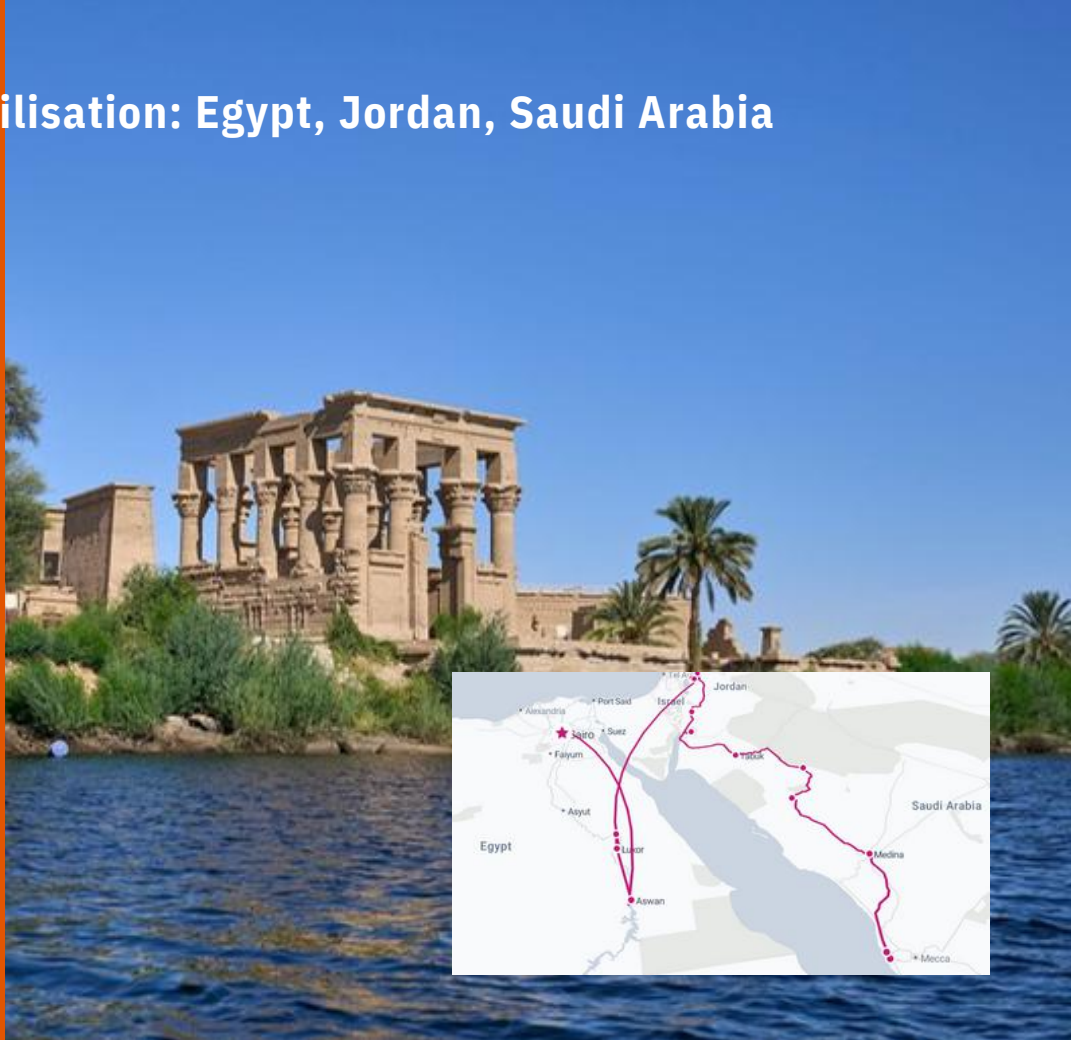 ilisation: Egypt, Jordan, Saudi Arabia
Jordan
Port Said
Israel
Alexandria
Cairo
Suez
Faiyum
Tabuk
Asyut
Saudi Arabia
Egypt
Luxor
Medina
Aswan
Mecca